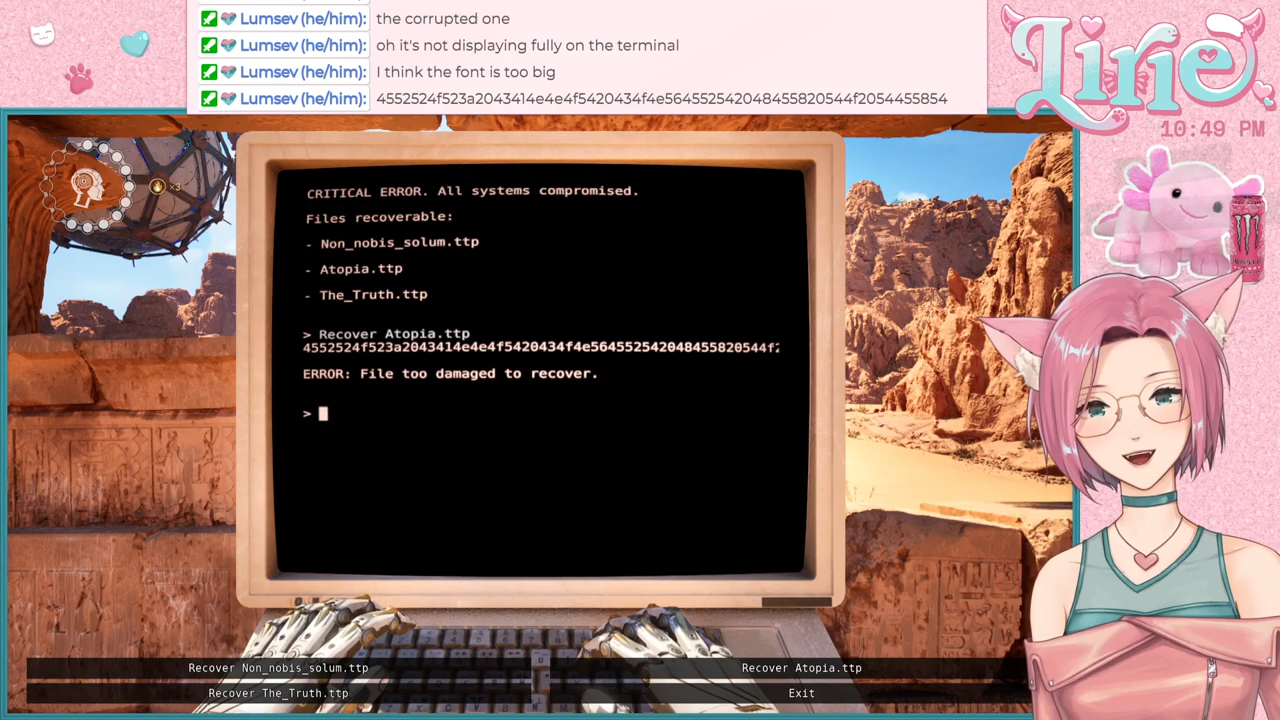 Lumsev (he/him): the corrupted one
Lumsev (he/him): oh it's not displaying fully on the terminal
Lumsev (he/him): I think the font is too big
Lumsev (he/him): 4552524f523a2043414e4e4f5420434f4e564552542048455820544f2054455854
Lirie
10:49 PM
×3
CRITICAL ERROR. All systems compromised.
Files recoverable:
- Non_nobis_solum.ttp
- Atopia.ttp
- The_Truth.ttp
> Recover Atopia.ttp
4552524f523a2043414e4e4f5420434f4e564552542048455820544f2
ERROR: File too damaged to recover.
>
Recover Non_nobis_solum.ttp
Recover Atopia.ttp
Recover The_Truth.ttp
Exit